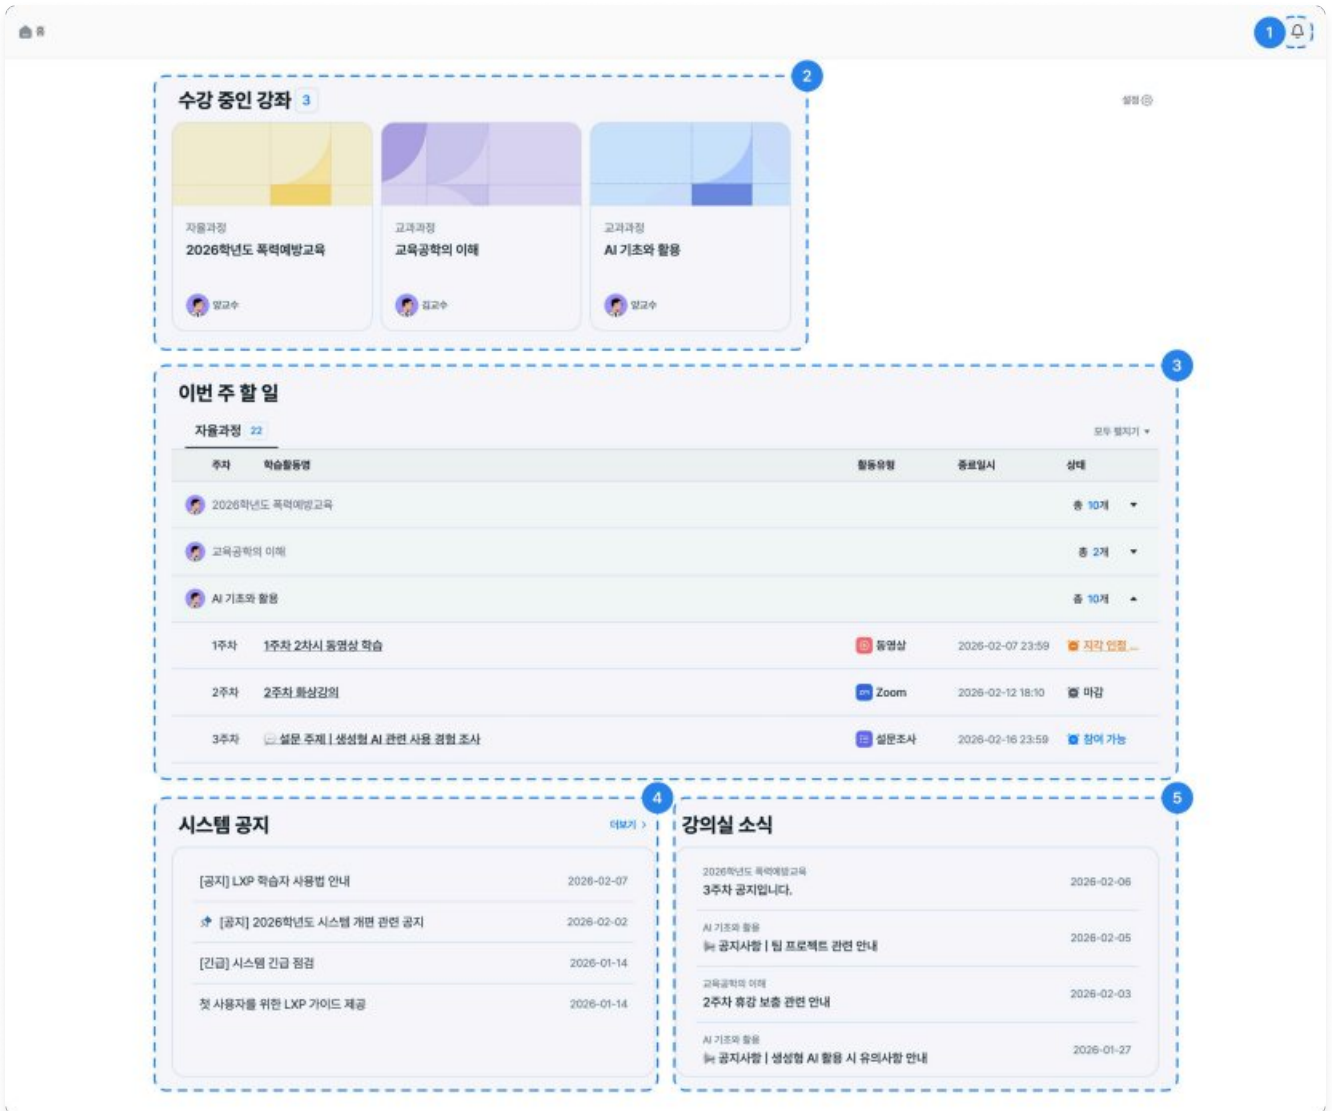 홈
1
2
수강 중인 강좌 3
설정
자율과정
2026학년도 폭력예방교육
양교수
교과과정
교육공학의 이해
김교수
교과과정
AI 기초와 활용
양교수
3
이번 주 할 일
자율과정 22
모두 펼치기
주차 학습활동명 활동유형 종료일시 상태
2026학년도 폭력예방교육 총 10개
교육공학의 이해 총 2개
AI 기초와 활용 총 10개
1주차 1주차 2차시 동영상 학습 동영상 2026-02-07 23:59 지각 인정 ...
2주차 2주차 화상강의 Zoom 2026-02-12 18:10 마감
3주차 설문 주제 | 생성형 AI 관련 사용 경험 조사 설문조사 2026-02-16 23:59 참여 가능
4
시스템 공지 더보기 >
[공지] LXP 학습자 사용법 안내 2026-02-07
[공지] 2026학년도 시스템 개편 관련 공지 2026-02-02
[긴급] 시스템 긴급 점검 2026-01-14
첫 사용자를 위한 LXP 가이드 제공 2026-01-14
5
강의실 소식
2026학년도 폭력예방교육
3주차 공지입니다. 2026-02-06
AI 기초와 활용
공지사항 | 팀 프로젝트 관련 안내 2026-02-05
교육공학의 이해
2주차 휴강 보충 관련 안내 2026-02-03
AI 기초와 활용
공지사항 | 생성형 AI 활용 시 유의사항 안내 2026-01-27